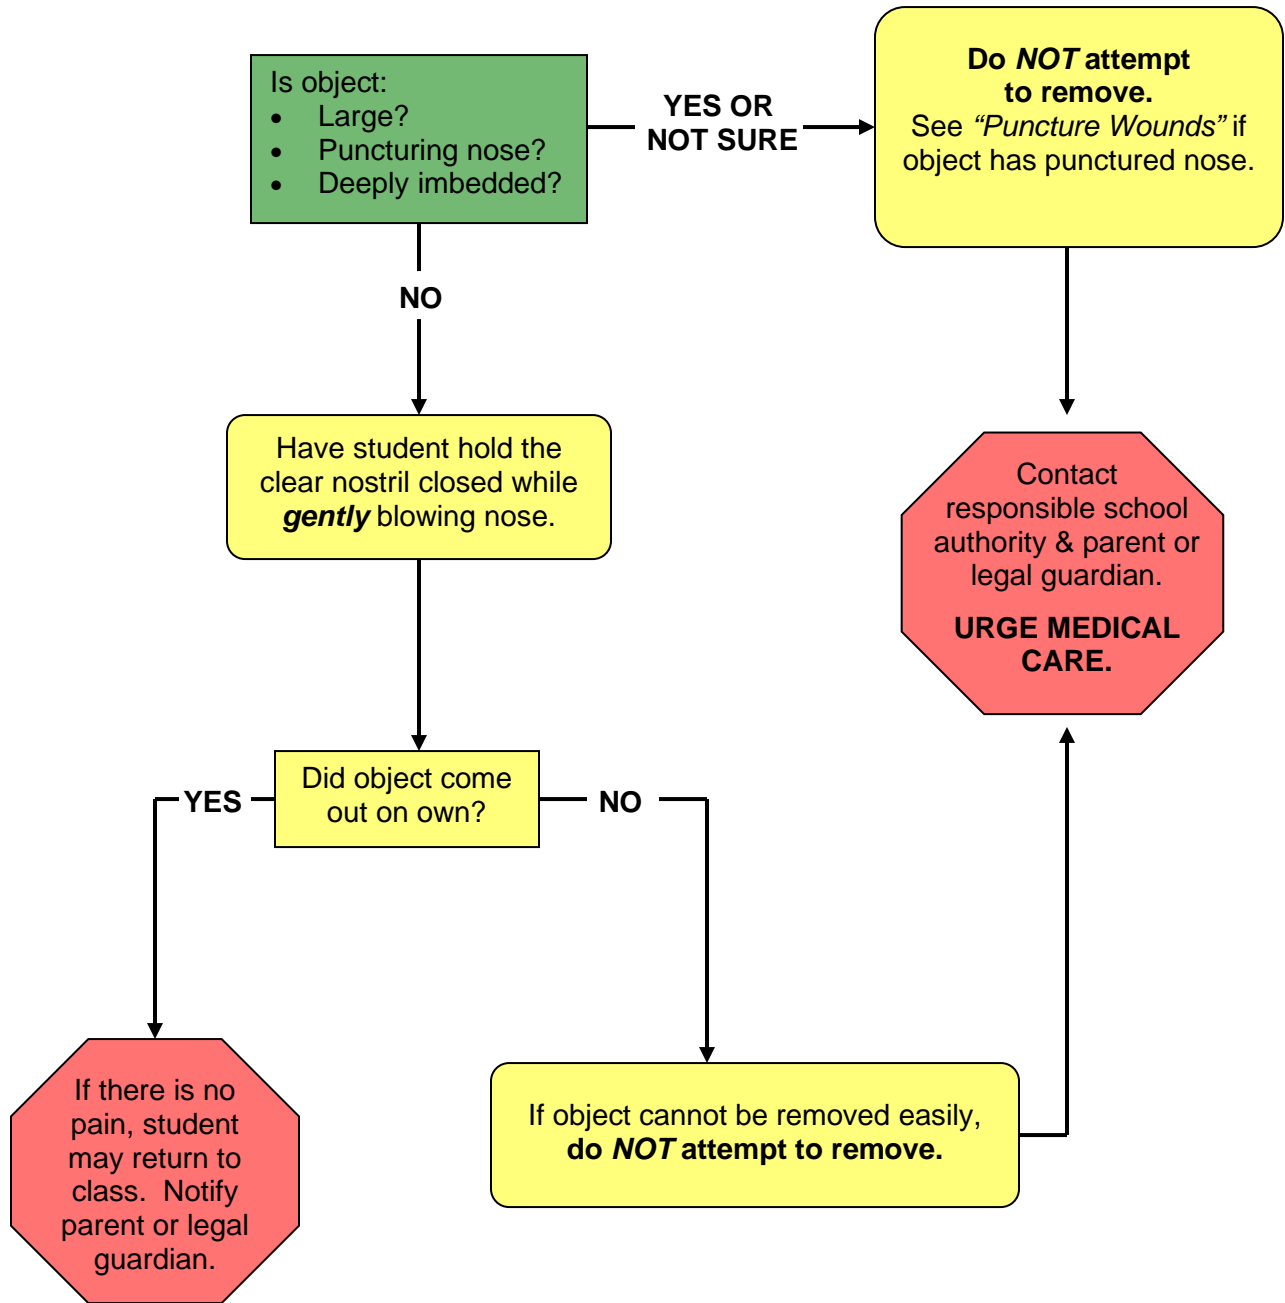 Is object:
• Large?
• Puncturing nose?
• Deeply imbedded?
YES OR
NOT SURE
Do NOT attempt
to remove.
See “Puncture Wounds” if
object has punctured nose.
NO
Have student hold the
clear nostril closed while
gently blowing nose.
Contact
responsible school
authority & parent or
legal guardian.
URGE MEDICAL
CARE.
Did object come
out on own?
YES
NO
If there is no
pain, student
may return to
class. Notify
parent or legal
guardian.
If object cannot be removed easily,
do NOT attempt to remove.